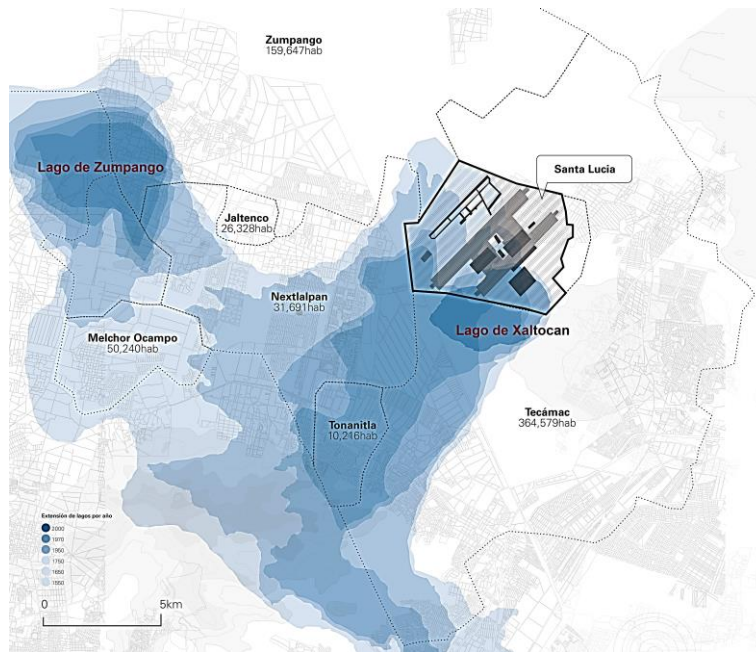 Zumpango
159,647hab
Lago de Zumpango
Santa Lucía
Jaltenco
26,328hab
Nextlalpan
31,691hab
Lago de Xaltocan
Melchor Ocampo
50,240hab
Tecámac
364,579hab
Tonanitla
10,216hab
Extensión de lagos por año
2000
1970
1950
1750
1650
1550
0
5km